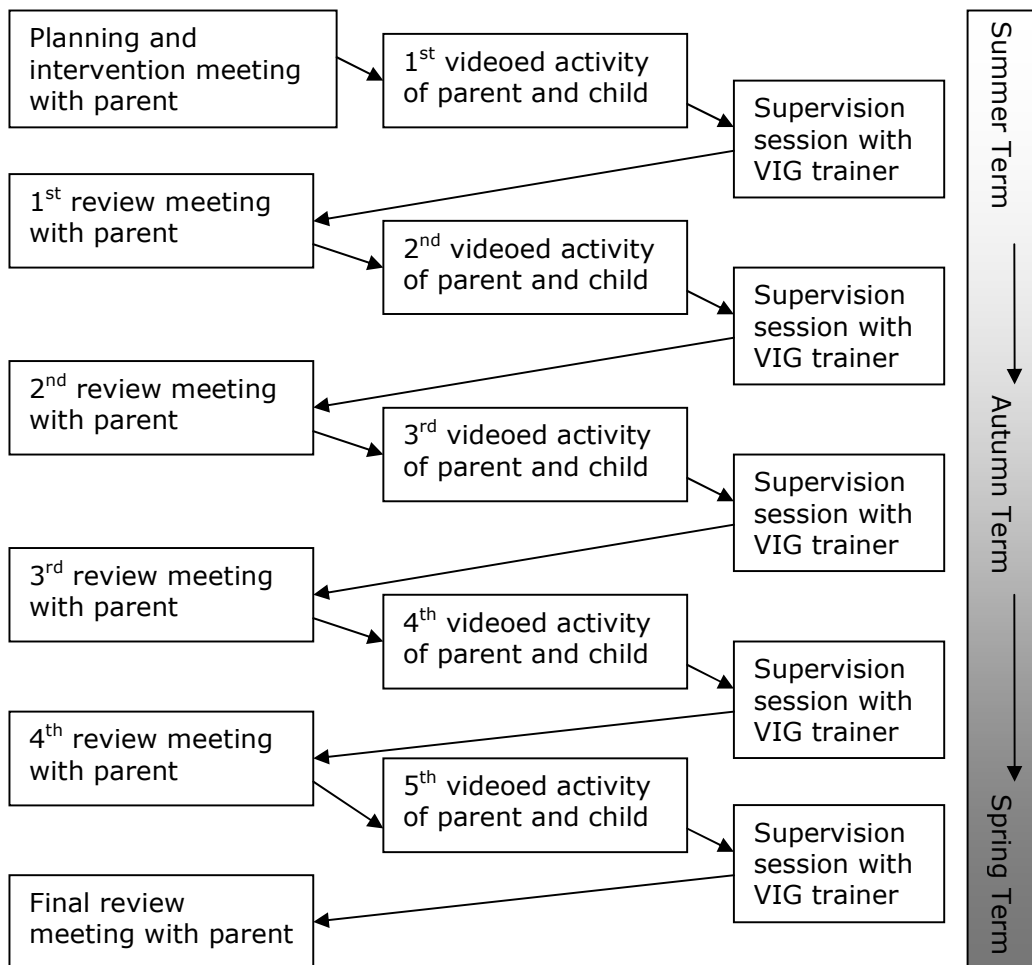 Planning and
intervention meeting
with parent
1st videoed activity
of parent and child
Supervision
session with
VIG trainer
1st review meeting
with parent
2nd videoed activity
of parent and child
Supervision
session with
VIG trainer
2nd review meeting
with parent
3rd videoed activity
of parent and child
Supervision
session with
VIG trainer
3rd review meeting
with parent
4th videoed activity
of parent and child
Supervision
session with
VIG trainer
4th review meeting
with parent
5th videoed activity
of parent and child
Supervision
session with
VIG trainer
Final review
meeting with parent
Summer Term
Autumn Term
Spring Term